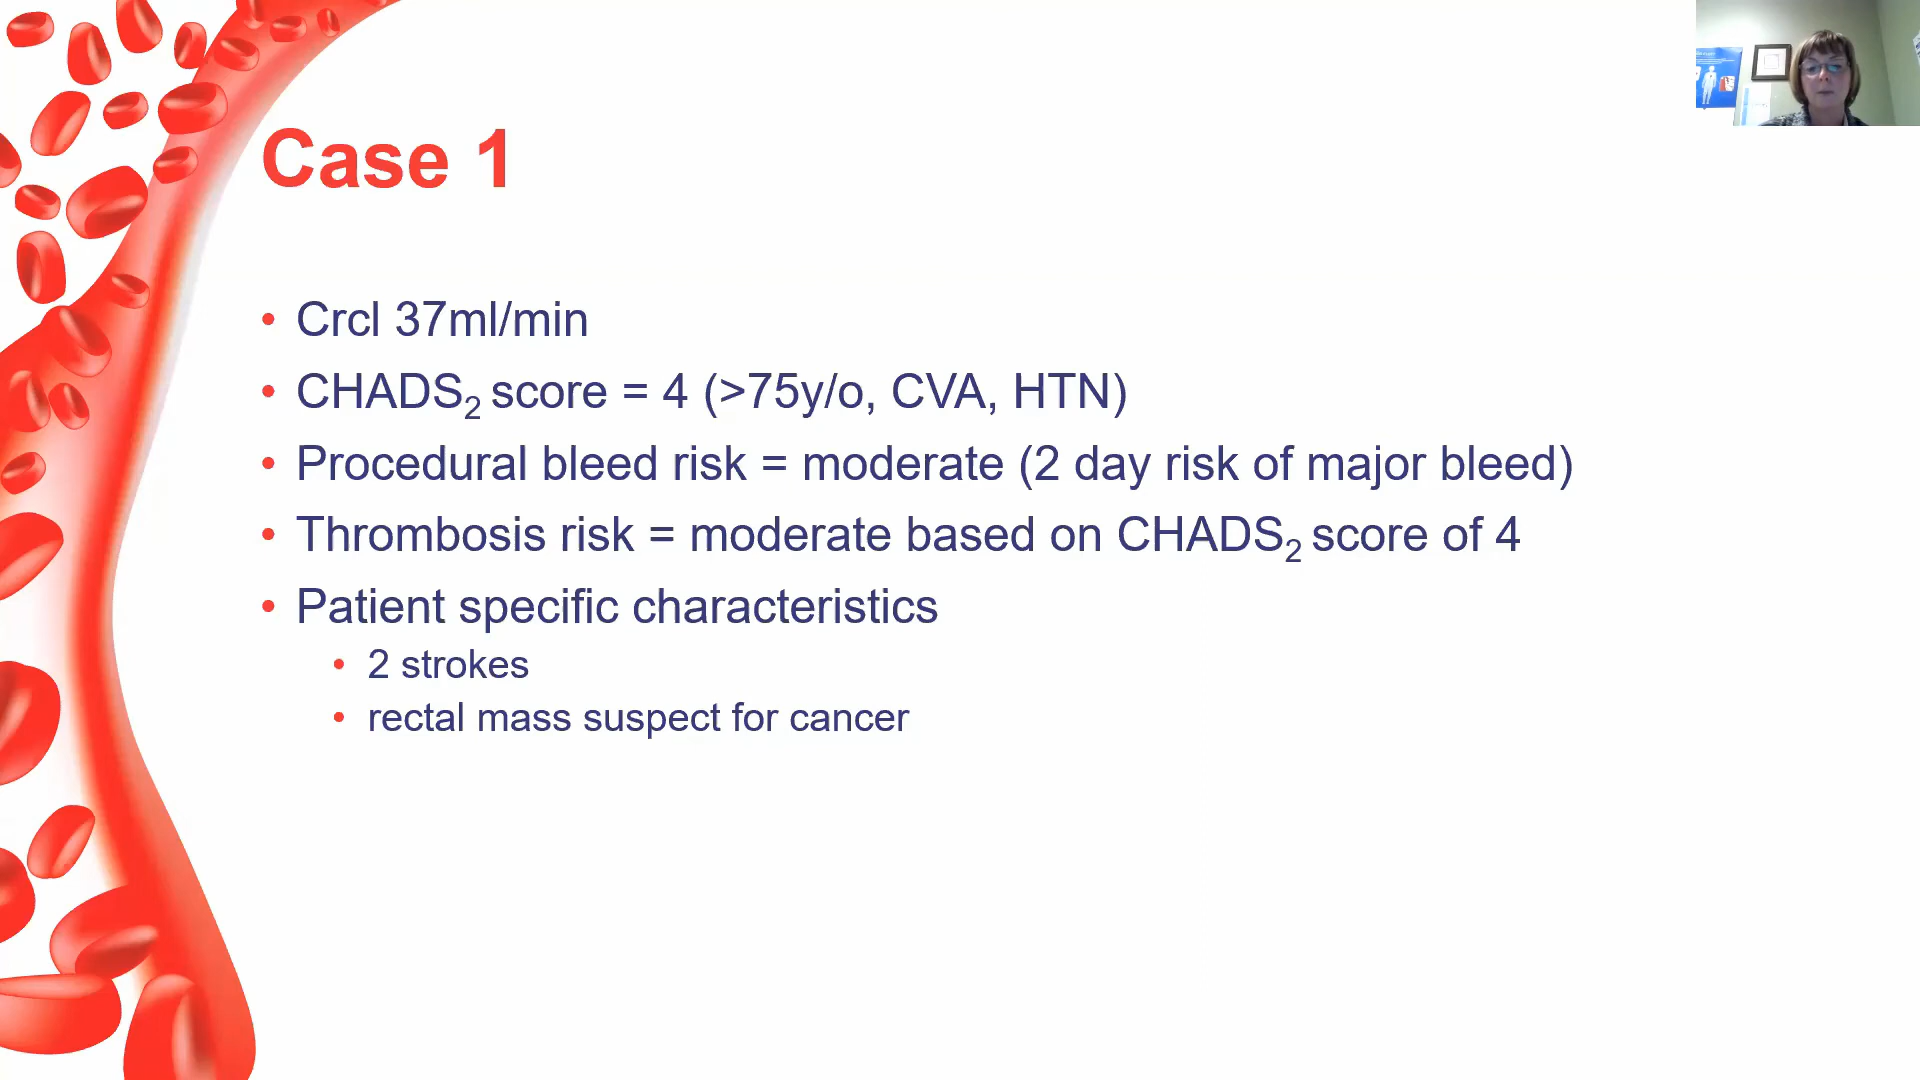 Case 1
• Crcl 37ml/min
• CHADS₂ score = 4 (>75y/o, CVA, HTN)
• Procedural bleed risk = moderate (2 day risk of major bleed)
• Thrombosis risk = moderate based on CHADS₂ score of 4
• Patient specific characteristics
• 2 strokes
• rectal mass suspect for cancer